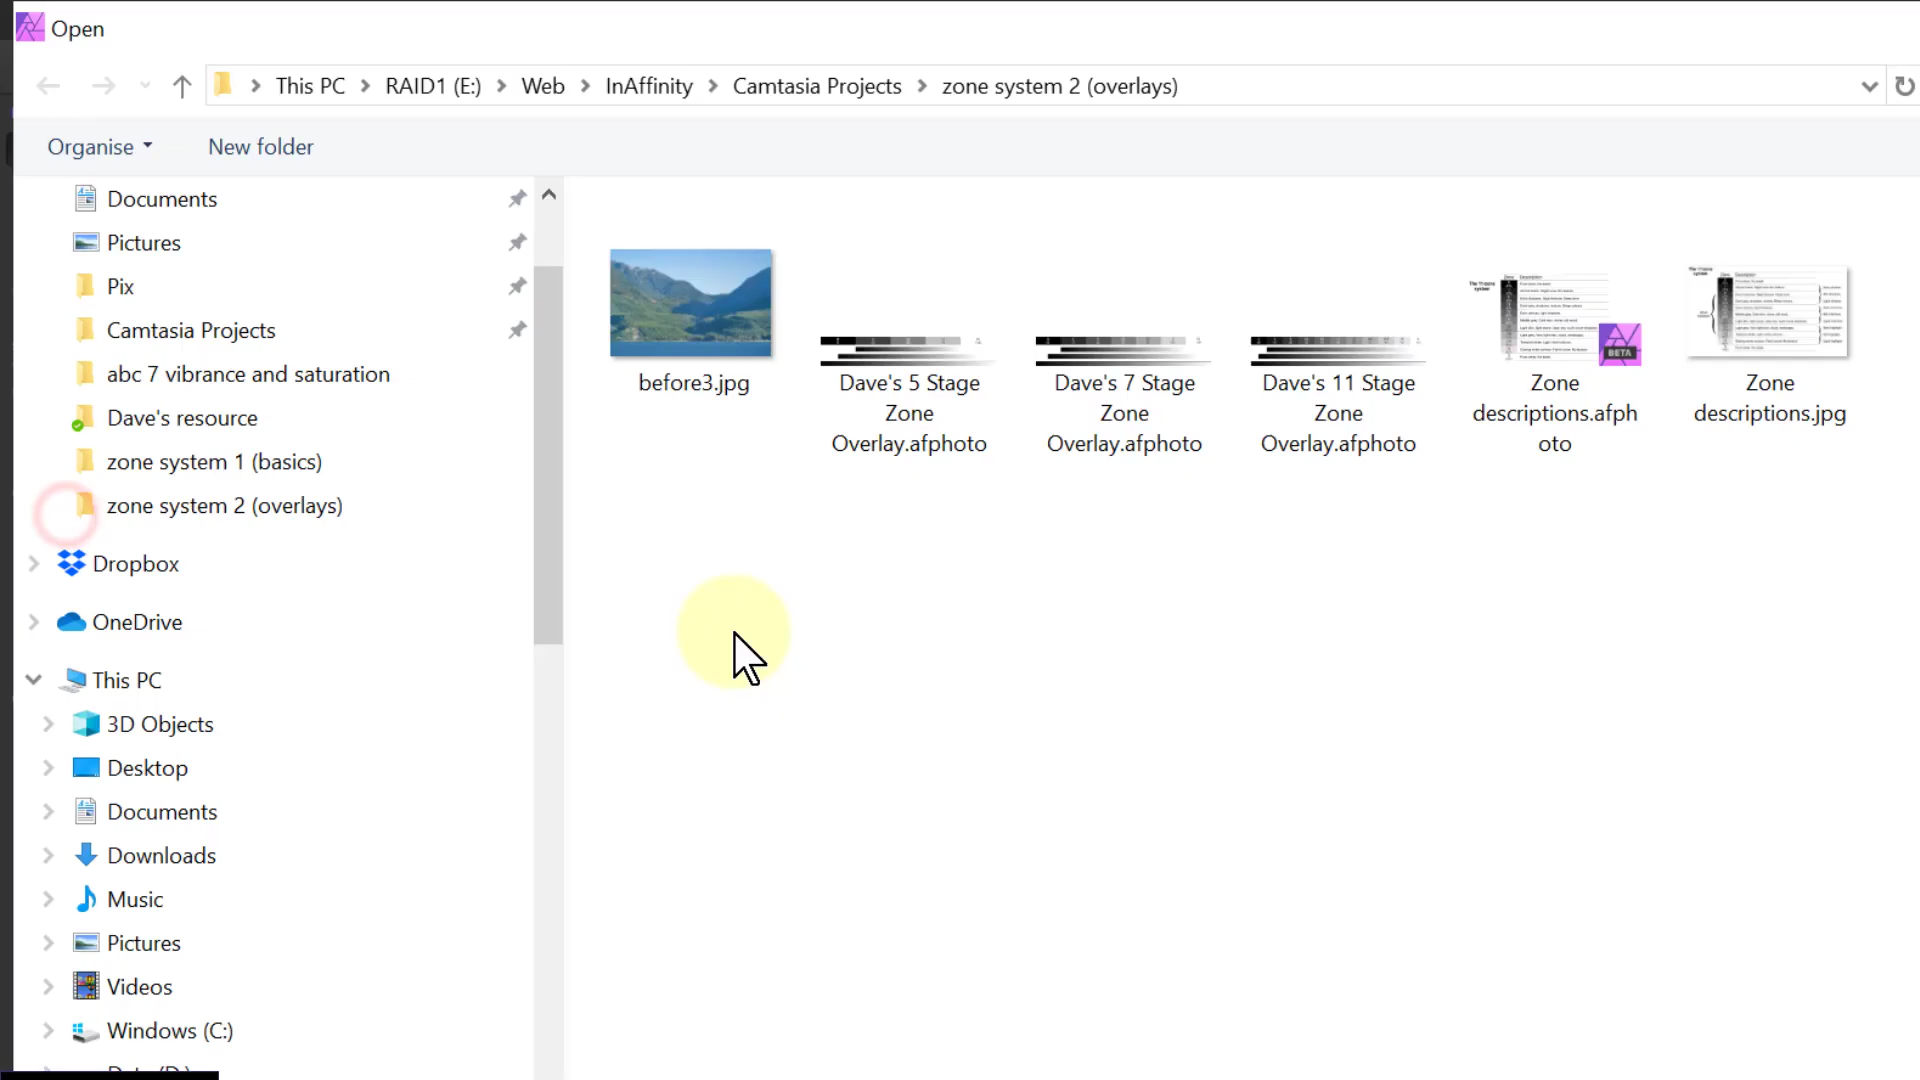 Open
This PC
RAID1 (E:)
Web
InAffinity
Camtasia Projects
zone system 2 (overlays)
Organise
New folder
Documents
Pictures
Pix
Camtasia Projects
abc 7 vibrance and saturation
Dave's resource
zone system 1 (basics)
zone system 2 (overlays)
Dropbox
OneDrive
This PC
3D Objects
Desktop
Documents
Downloads
Music
Pictures
Videos
Windows (C:)
before3.jpg
Dave's 5 Stage
Zone
Overlay.afphoto
Dave's 7 Stage
Zone
Overlay.afphoto
Dave's 11 Stage
Zone
Overlay.afphoto
BETA
Zone
descriptions.afph
oto
Zone
descriptions.jpg